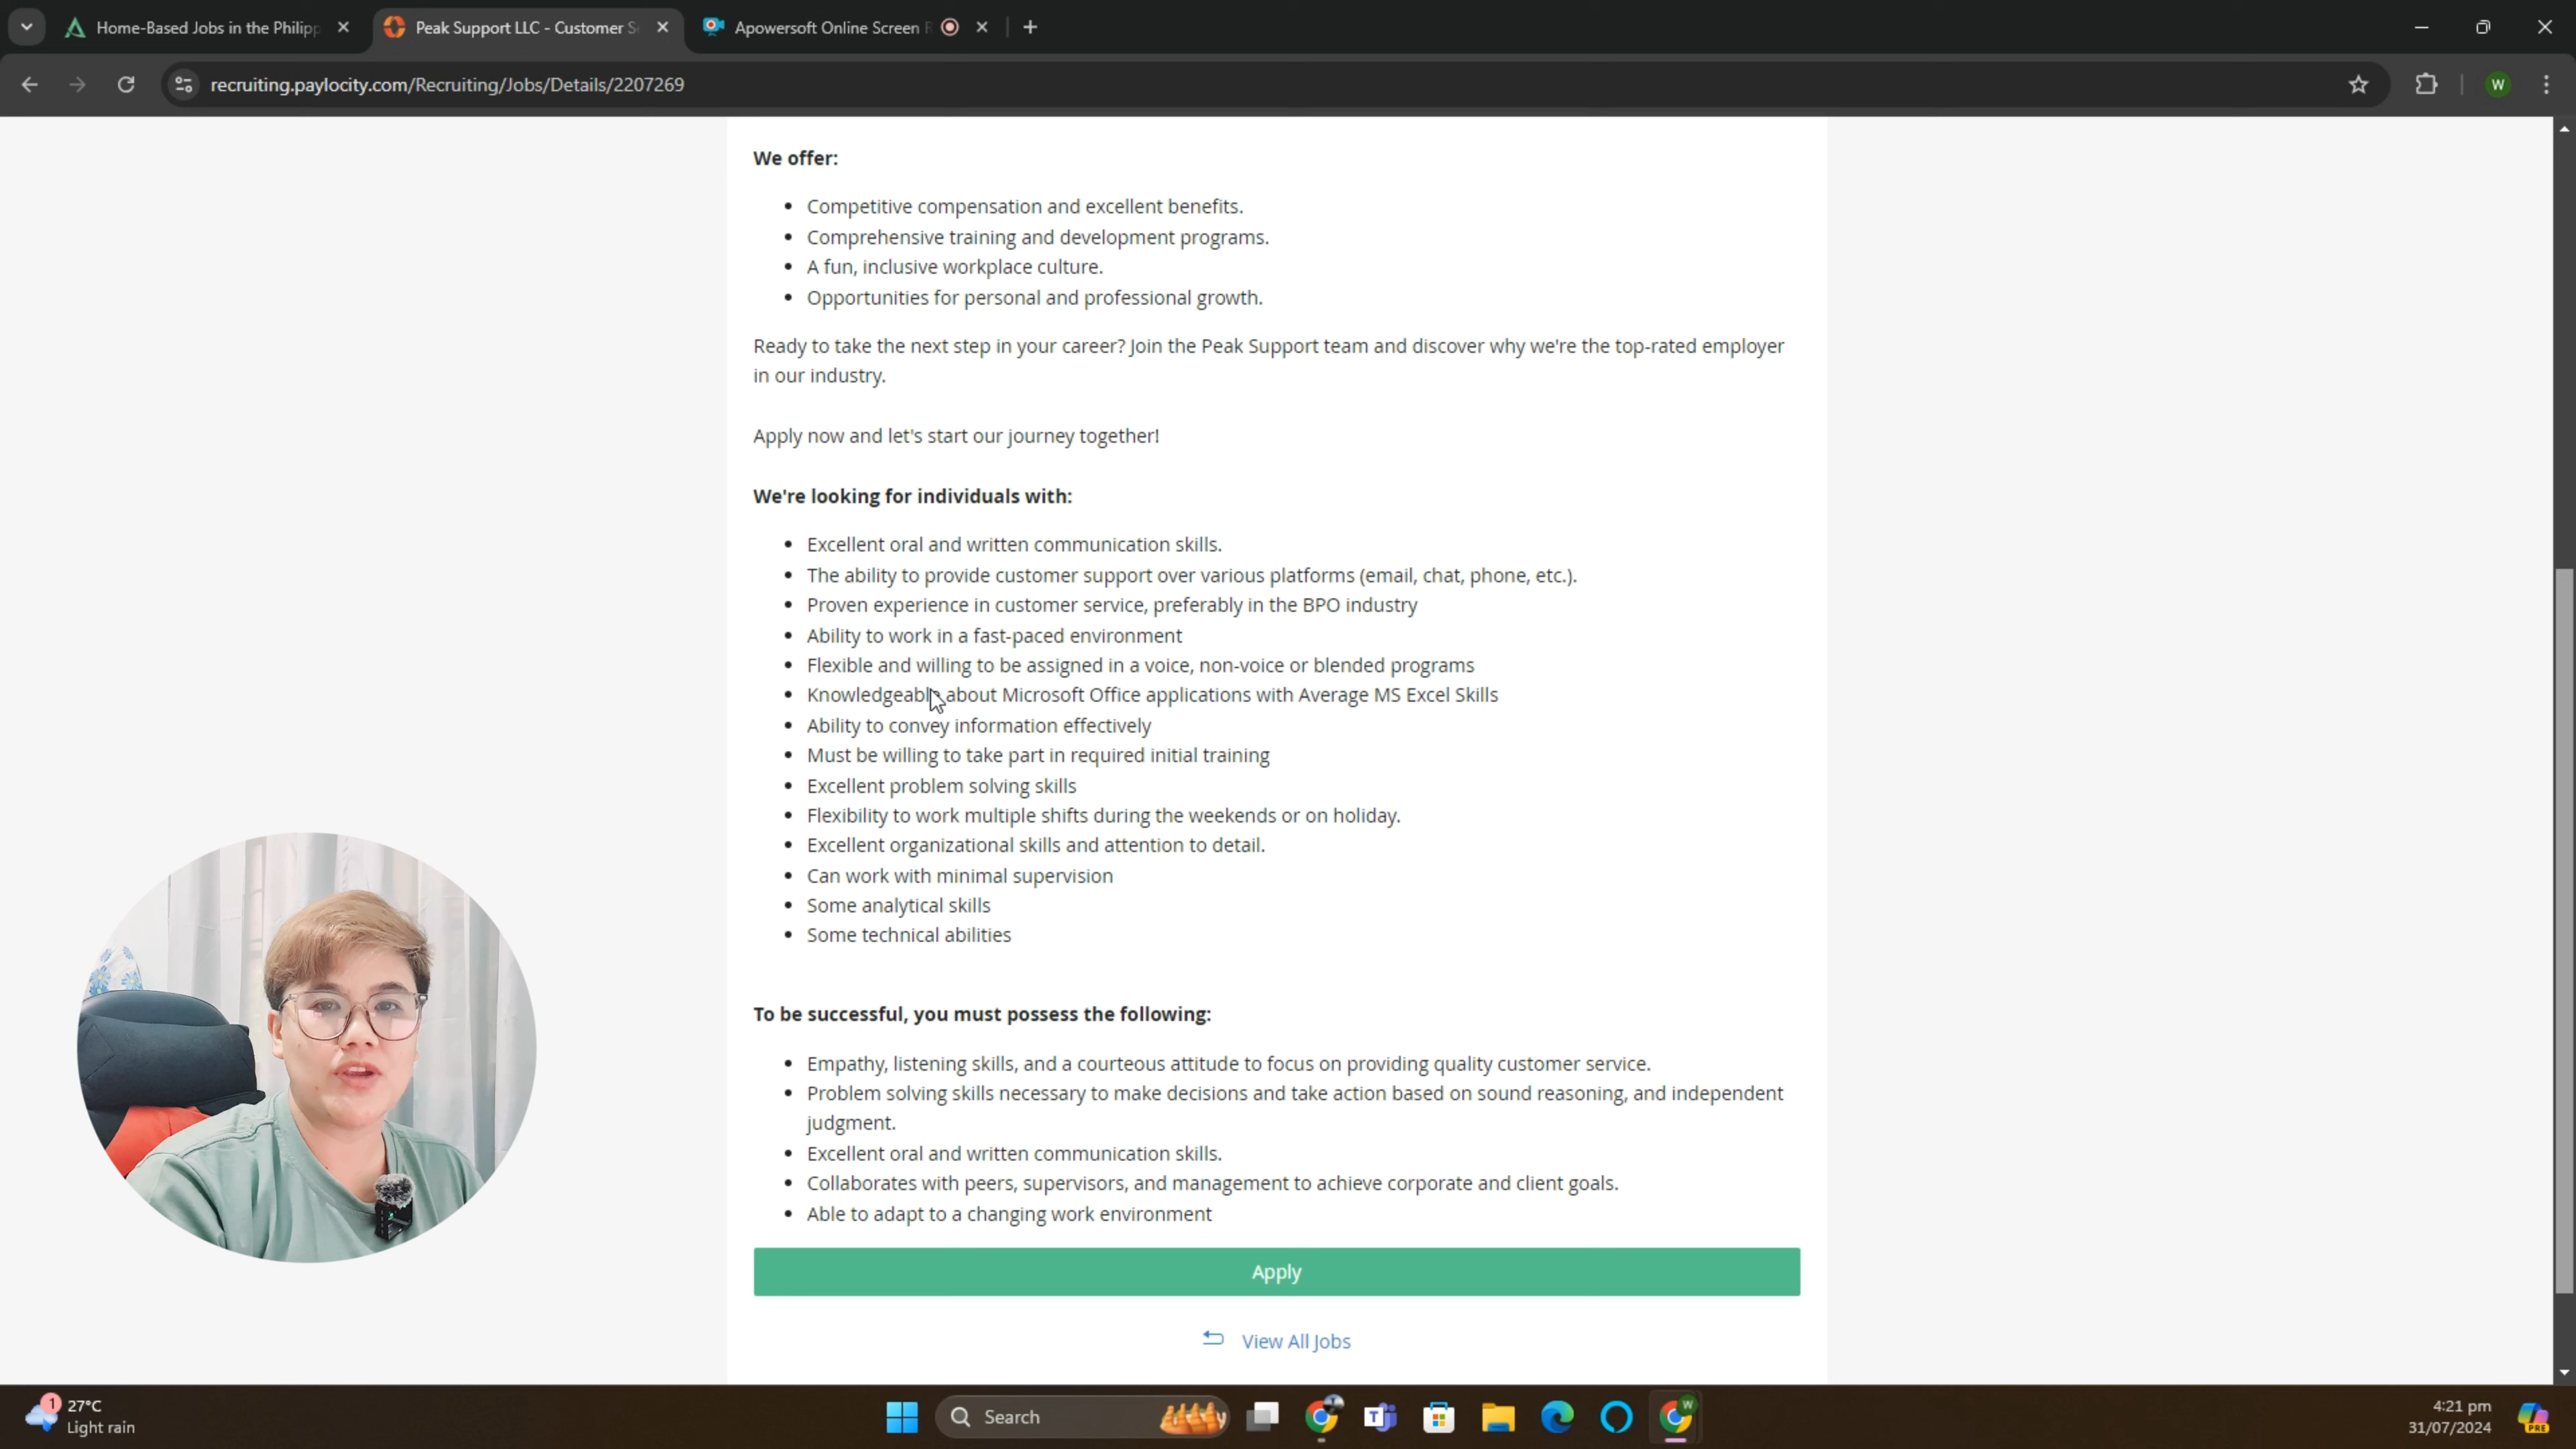 Home-Based Jobs in the Philipp
Peak Support LLC - Customer S
Apowersoft Online Screen
recruiting.paylocity.com/Recruiting/Jobs/Details/2207269
W
We offer:
Competitive compensation and excellent benefits.
Comprehensive training and development programs.
A fun, inclusive workplace culture.
Opportunities for personal and professional growth.
Ready to take the next step in your career? Join the Peak Support team and discover why we're the top-rated employer
in our industry.
Apply now and let's start our journey together!
We're looking for individuals with:
Excellent oral and written communication skills.
The ability to provide customer support over various platforms (email, chat, phone, etc.).
Proven experience in customer service, preferably in the BPO industry
Ability to work in a fast-paced environment
Flexible and willing to be assigned in a voice, non-voice or blended programs
Knowledgeable about Microsoft Office applications with Average MS Excel Skills
Ability to convey information effectively
Must be willing to take part in required initial training
Excellent problem solving skills
Flexibility to work multiple shifts during the weekends or on holiday.
Excellent organizational skills and attention to detail.
Can work with minimal supervision
Some analytical skills
Some technical abilities
To be successful, you must possess the following:
Empathy, listening skills, and a courteous attitude to focus on providing quality customer service.
Problem solving skills necessary to make decisions and take action based on sound reasoning, and independent
judgment.
Excellent oral and written communication skills.
Collaborates with peers, supervisors, and management to achieve corporate and client goals.
Able to adapt to a changing work environment
Apply
View All Jobs
1
27°C
Light rain
Search
W
4:21 pm
31/07/2024
PRE